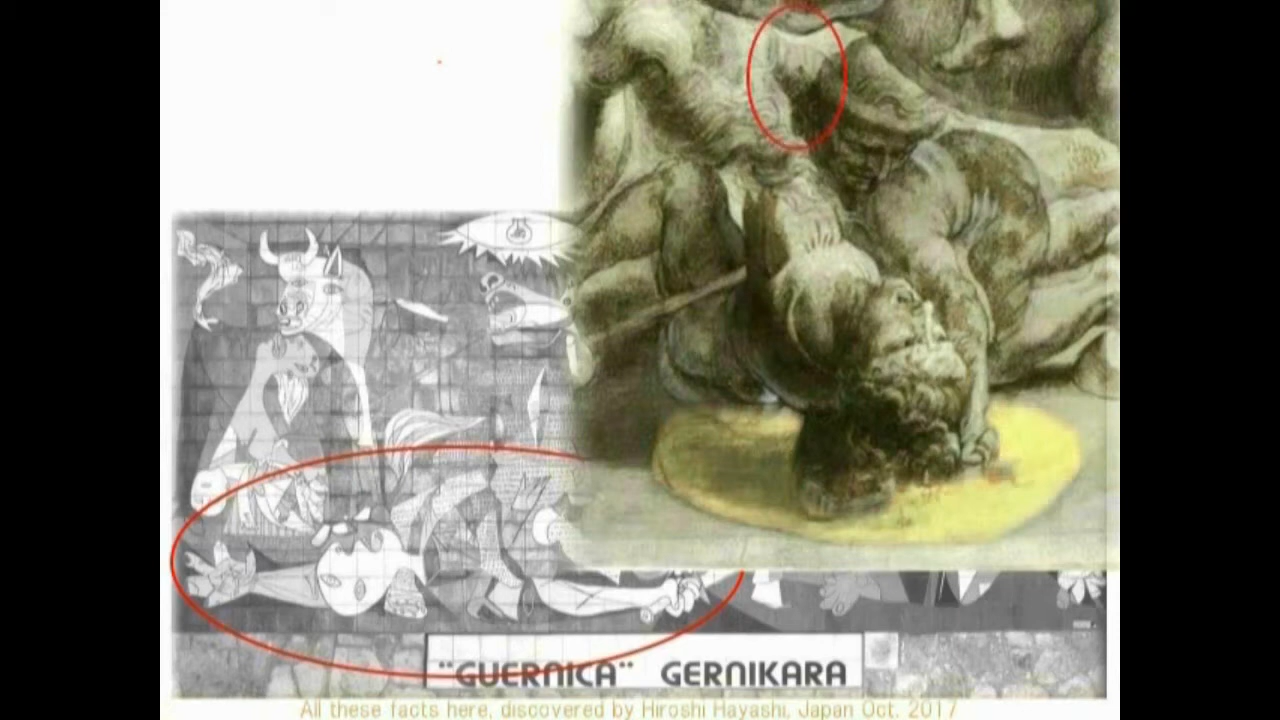 ¨GUERNICA¨ GERNIKARA
All these facts here, discovered by Hiroshi Hayashi, Japan Oct. 2017